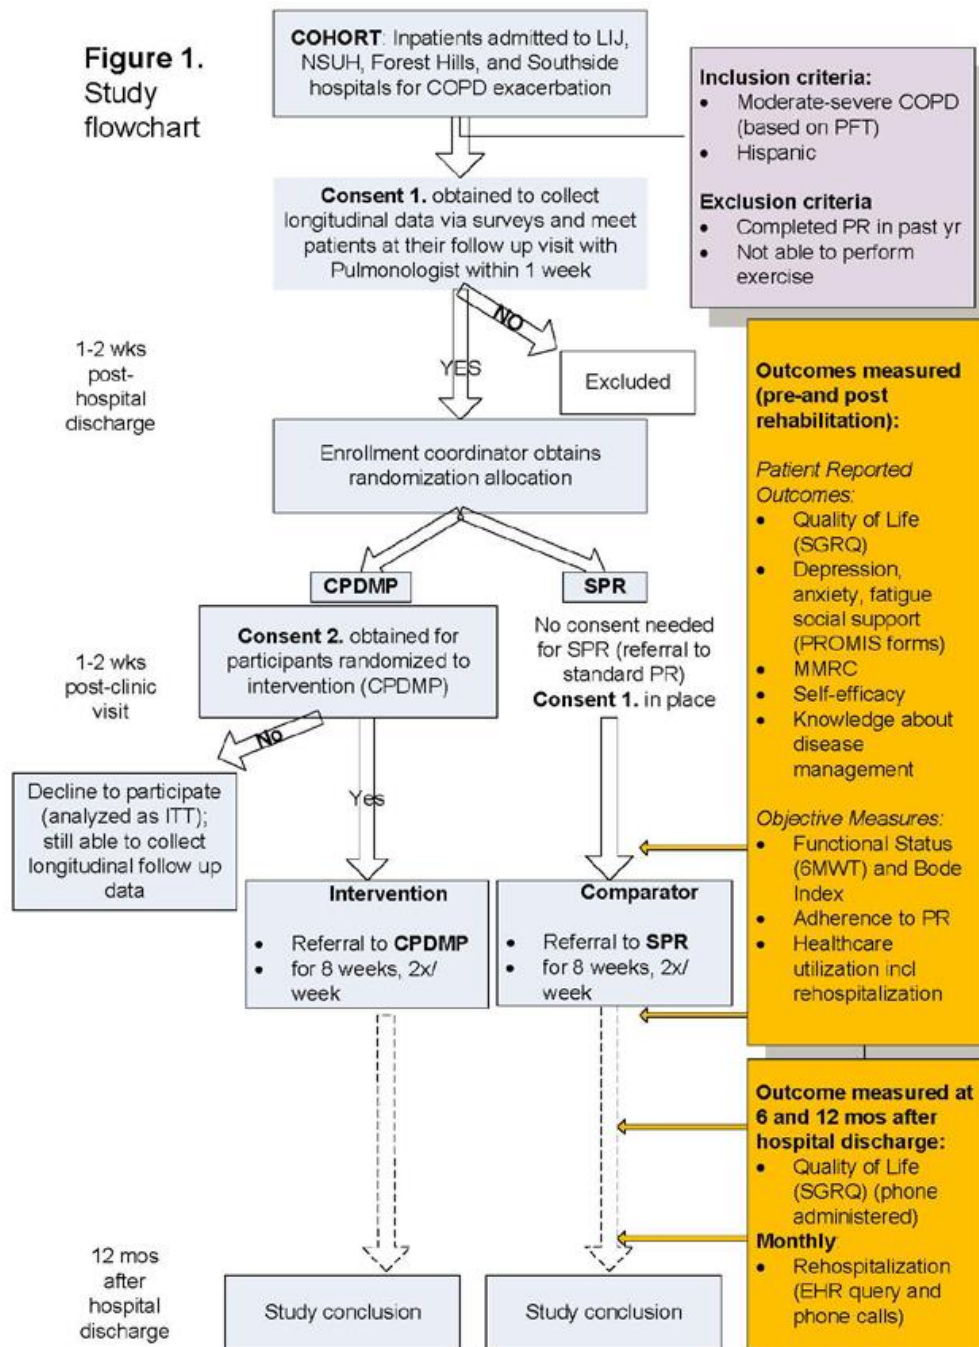 Figure 1.
Study
flowchart
COHORT: Inpatients admitted to LIJ,
NSUH, Forest Hills, and Southside
hospitals for COPD exacerbation
Inclusion criteria:
• Moderate-severe COPD
(based on PFT)
• Hispanic
Exclusion criteria
• Completed PR in past yr
• Not able to perform
exercise
Consent 1. obtained to collect
longitudinal data via surveys and meet
patients at their follow up visit with
Pulmonologist within 1 week
NO
YES
Excluded
1-2 wks
post-
hospital
discharge
Enrollment coordinator obtains
randomization allocation
CPDMP
SPR
Consent 2. obtained for
participants randomized to
intervention (CPDMP)
No consent needed
for SPR (referral to
standard PR)
Consent 1. in place
1-2 wks
post-clinic
visit
No
Yes
Decline to participate
(analyzed as ITT);
still able to collect
longitudinal follow up
data
Intervention
• Referral to CPDMP
• for 8 weeks, 2x/
week
Comparator
• Referral to SPR
• for 8 weeks, 2x/
week
Outcomes measured
(pre-and post
rehabilitation):
Patient Reported
Outcomes:
• Quality of Life
(SGRQ)
• Depression,
anxiety, fatigue
social support
(PROMIS forms)
• MMRC
• Self-efficacy
• Knowledge about
disease
management
Objective Measures:
• Functional Status
(6MWT) and Bode
Index
• Adherence to PR
• Healthcare
utilization incl
rehospitalization
Outcome measured at
6 and 12 mos after
hospital discharge:
• Quality of Life
(SGRQ) (phone
administered)
Monthly:
• Rehospitalization
(EHR query and
phone calls)
12 mos
after
hospital
discharge
Study conclusion
Study conclusion